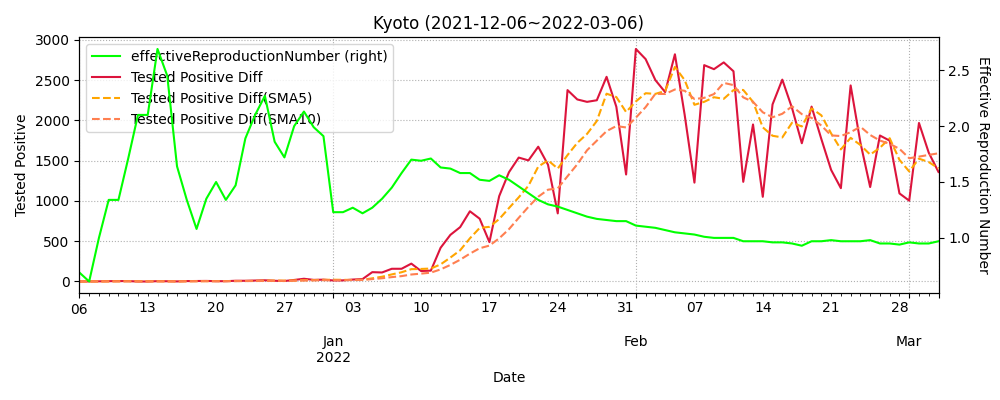 Kyoto (2021-12-06~2022-03-06)
effectiveReproductionNumber (right)
Tested Positive Diff
Tested Positive Diff(SMA5)
Tested Positive Diff(SMA10)
Tested Positive
3000
2500
2000
1500
1000
500
0
Effective Reproduction Number
2.5
2.0
1.5
1.0
06 13 20 27 03 10 17 24 31 07 14 21 28
Jan Feb Mar
2022
Date